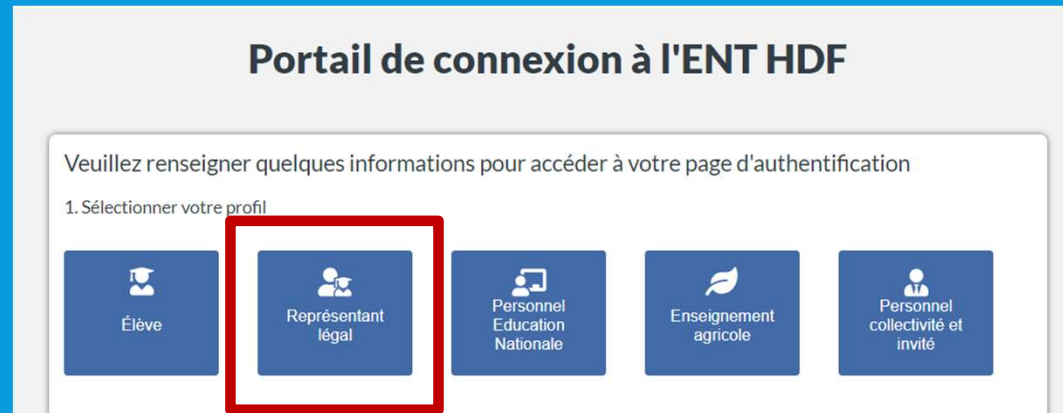 Portail de connexion à l'ENT HDF
Veuillez renseigner quelques informations pour accéder à votre page d'authentification
1. Sélectionner votre profil
Élève
Représentant
légal
Personnel
Education
Nationale
Enseignement
agricole
Personnel
collectivité et
invité